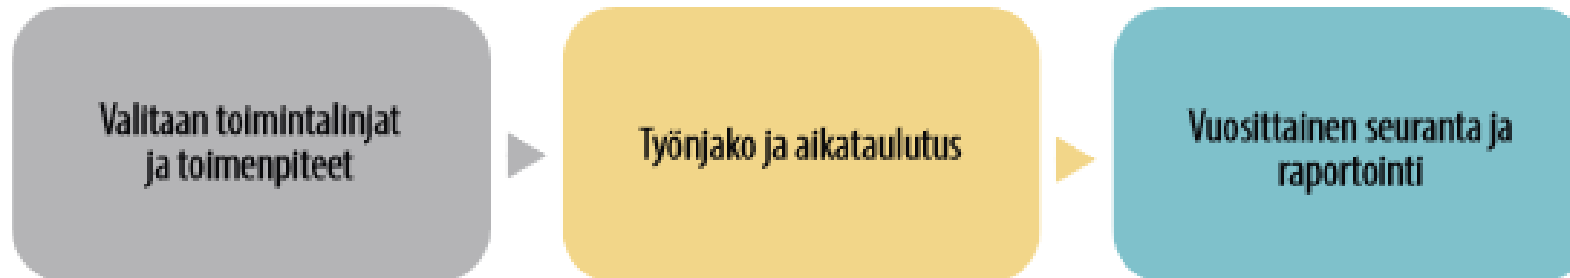 Valitaan toimintalinjat
ja toimenpiteet
Työnjako ja aikataulutus
Vuosittainen seuranta ja
raportointi